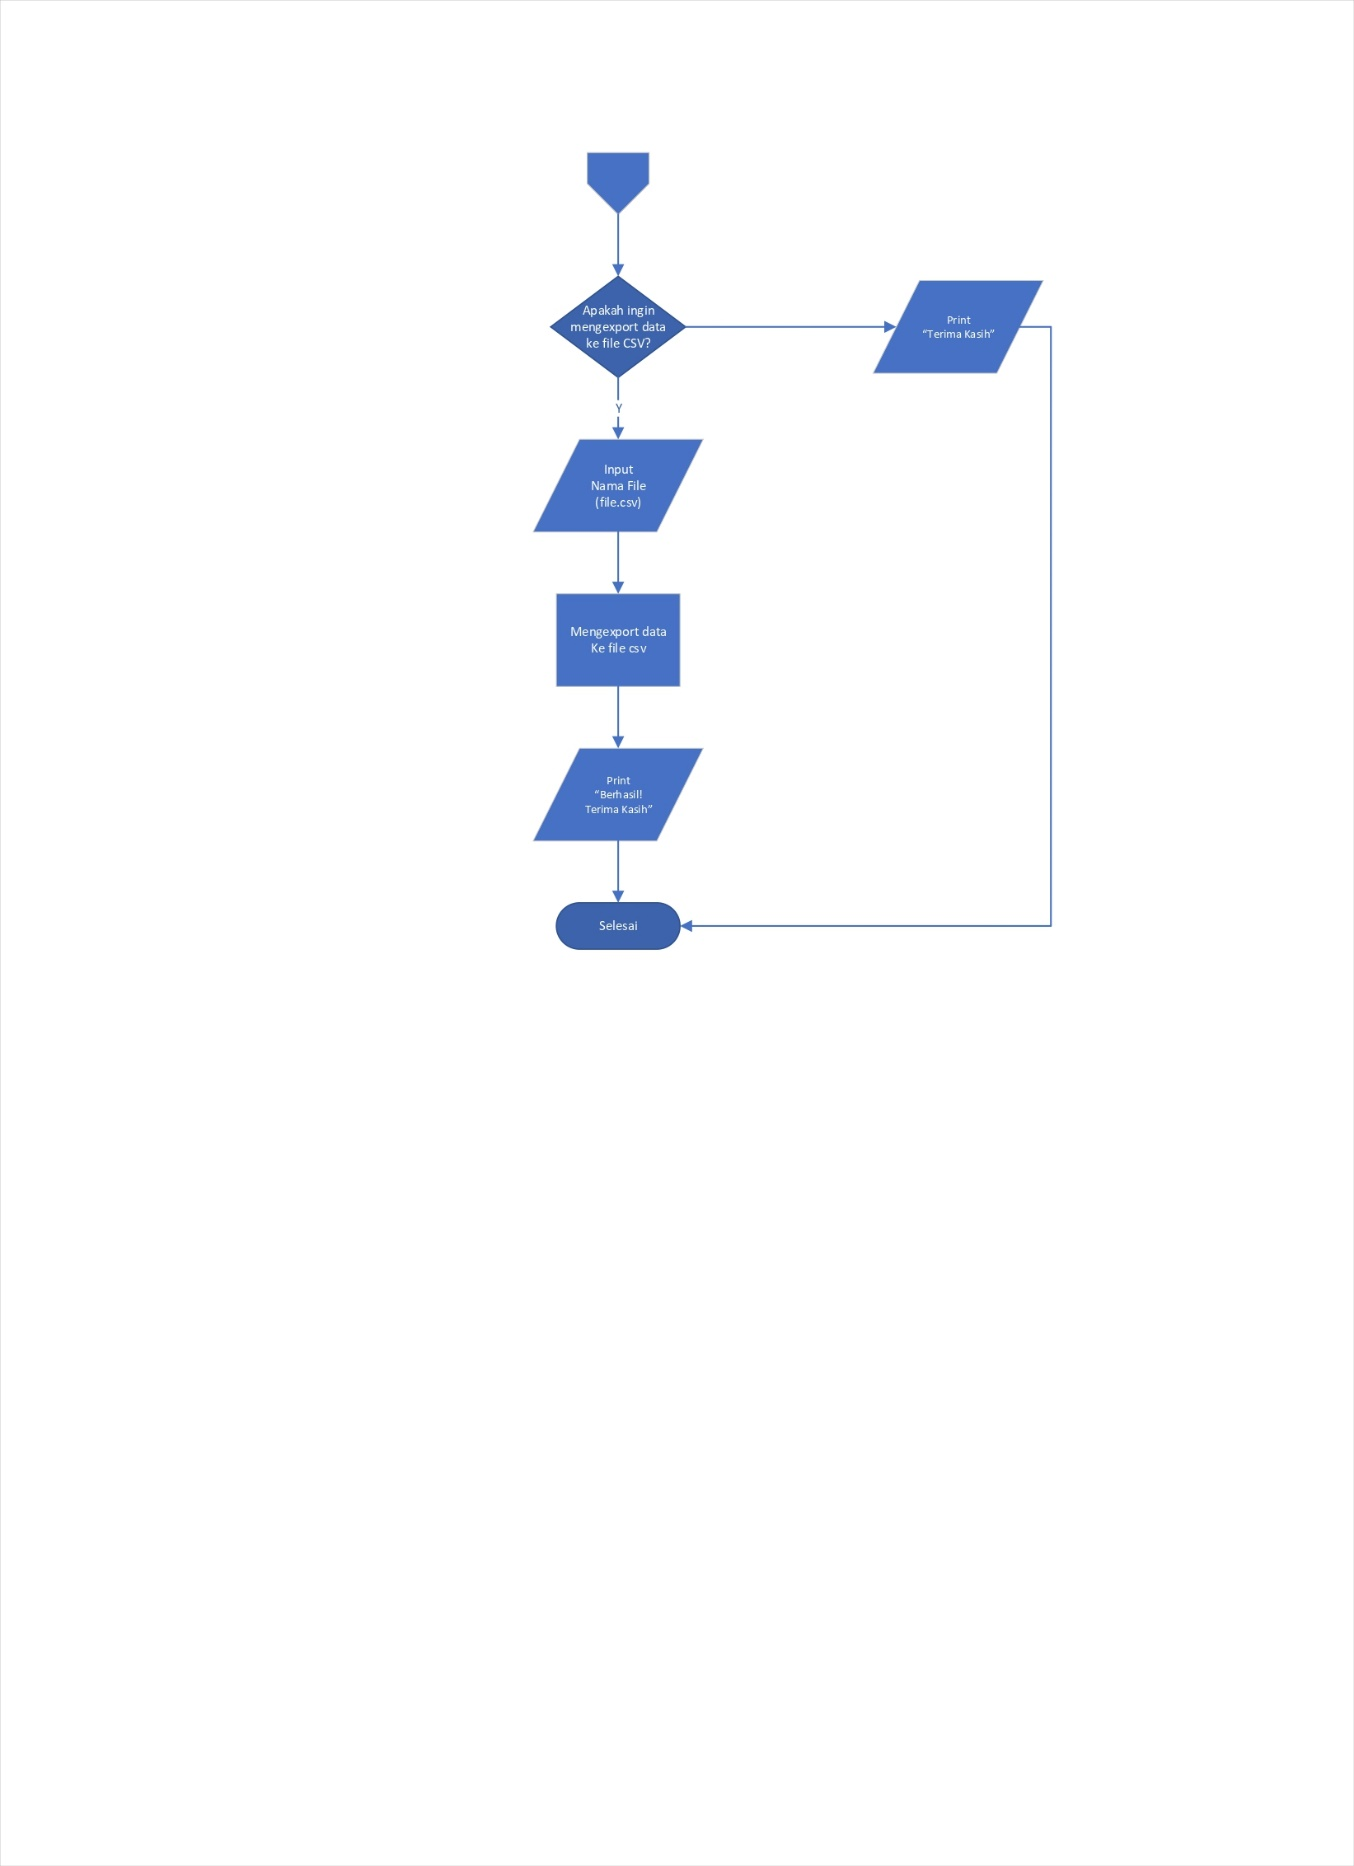 Apakah ingin
mengexport data
ke file CSV?
Print
“Terima Kasih”
Y
Input
Nama File
(file.csv)
Mengexport data
Ke file csv
Print
“Berhasil!
Terima Kasih”
Selesai